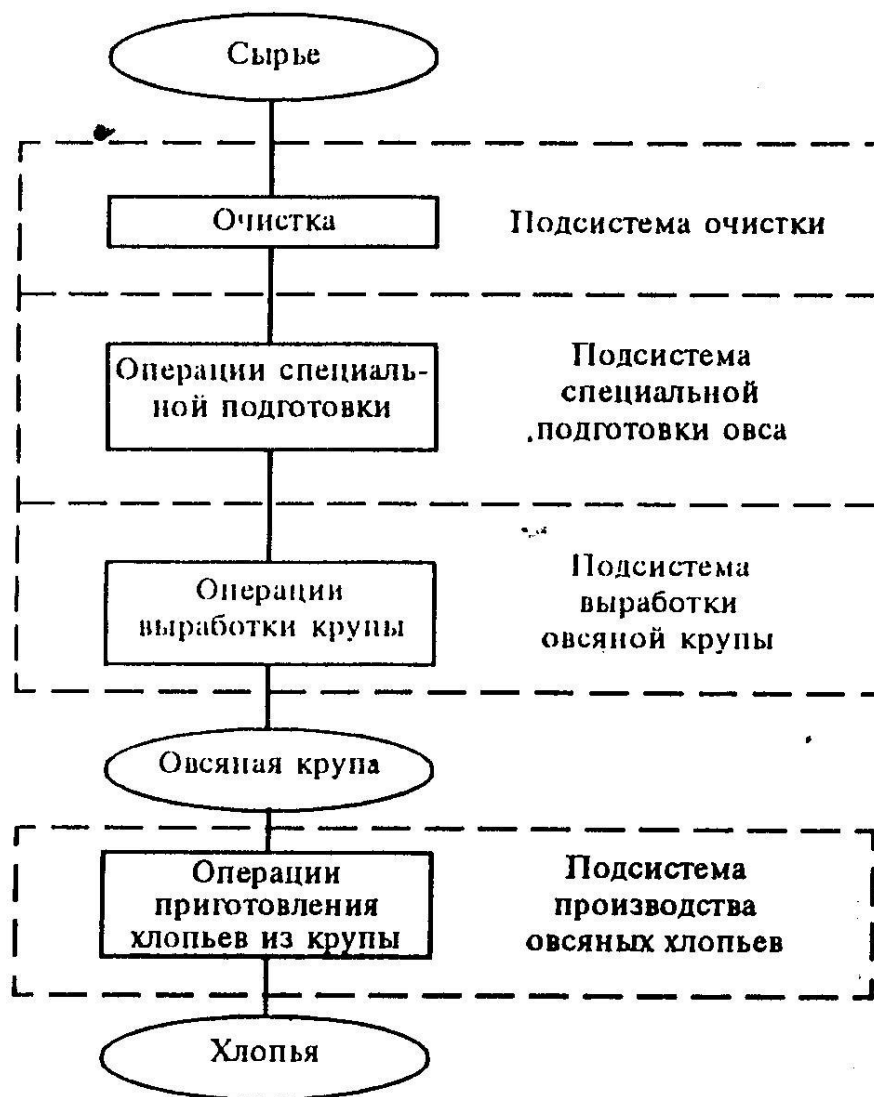 Сырье
Очистка
Подсистема очистки
Операции специаль-
ной подготовки
Подсистема
специальной
подготовки овса
Операции
выработки крупы
Подсистема
выработки
овсяной крупы
Овсяная крупа
Операции
приготовления
хлопьев из крупы
Подсистема
производства
овсяных хлопьев
Хлопья